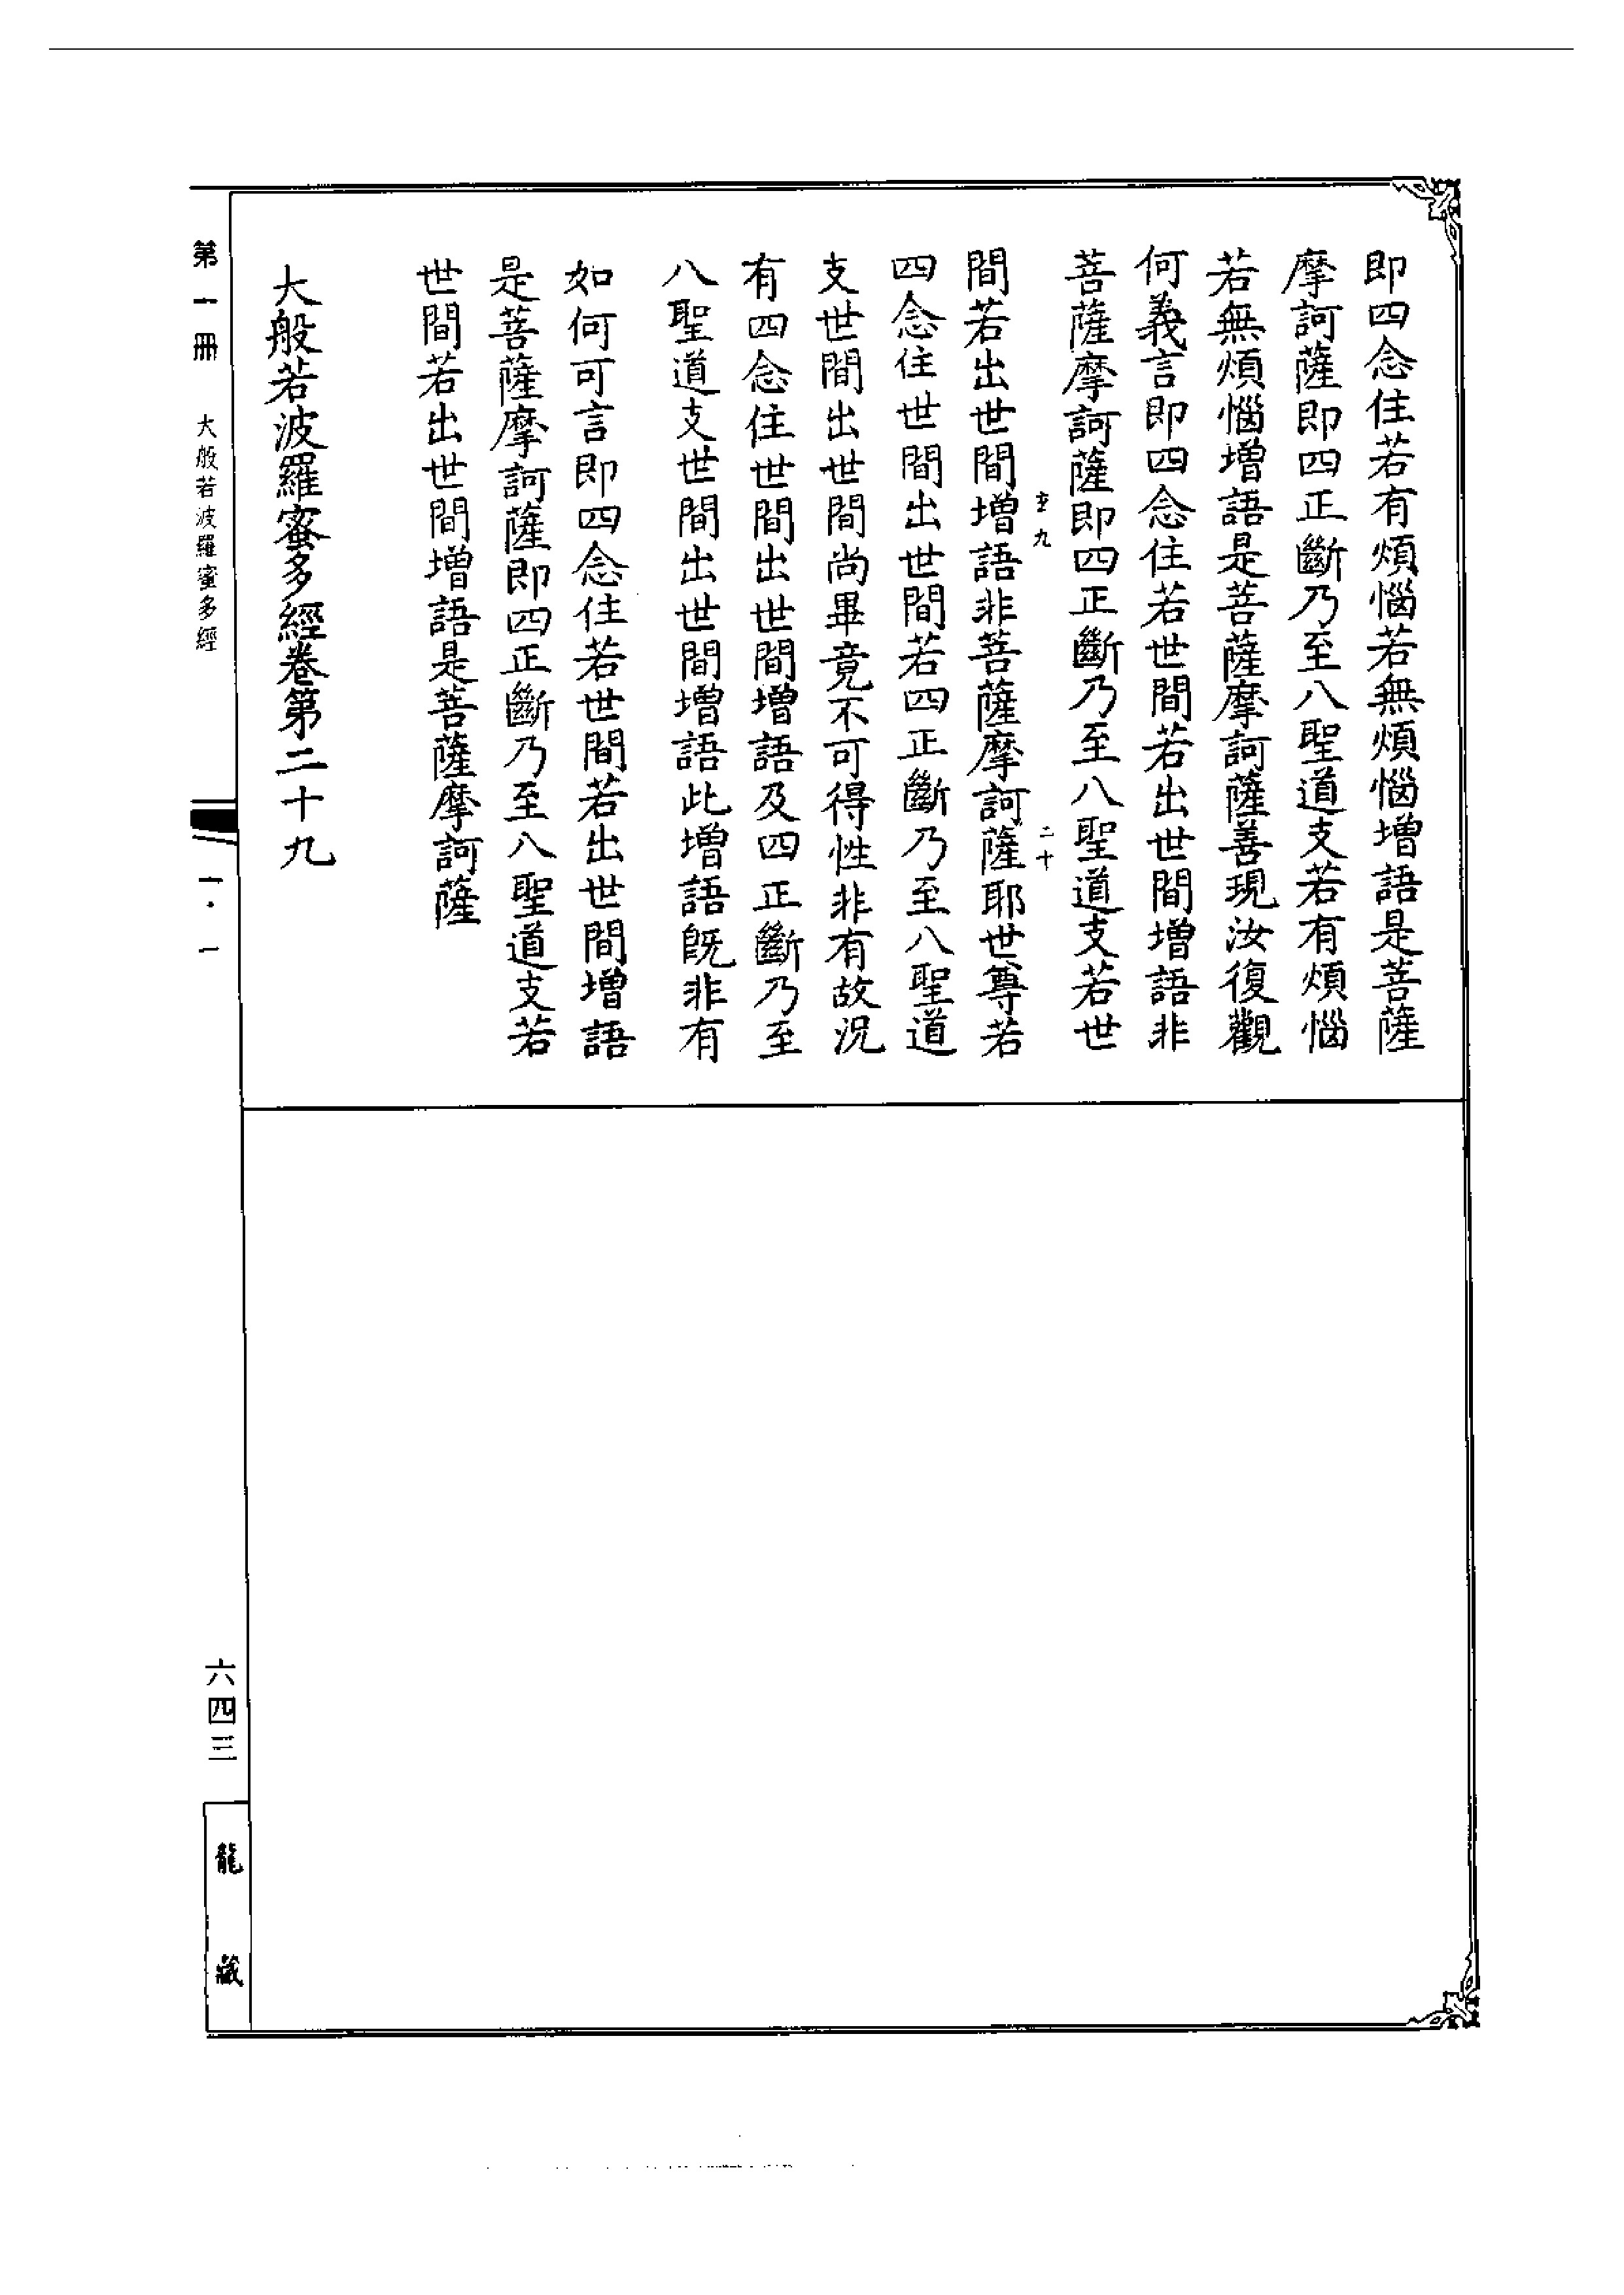 即四念住若有煩惱若無煩惱增語是菩薩
摩訶薩即四正斷乃至八聖道支若有煩惱
若無煩惱增語是菩薩摩訶薩善現汝復觀
何義言即四念住若世間若出世間增語非
菩薩摩訶薩即四正斷乃至八聖道支若世
九
二十
間若出世間增語非菩薩摩訶薩耶世尊若
四念住世間出世間若四正斷乃至八聖道
支世間出世間尚畢竟不可得性非有故況
有四念住世間出世間增語及四正斷乃至
八聖道支世間出世間增語此增語既非有
如何可言即四念住若世間若出世間增語
是菩薩摩訶薩即四正斷乃至八聖道支若
世間若出世間增語是菩薩摩訶薩
大般若波羅蜜多經卷第二十九
第一冊
大般若波羅蜜多經
一·一
六四三
龍藏